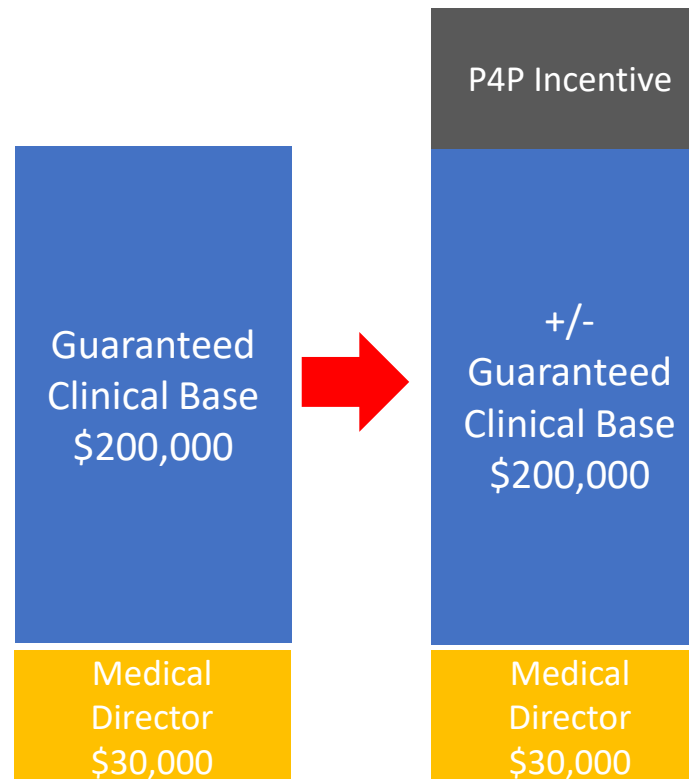 P4P Incentive
Guaranteed
Clinical Base
$200,000
+/-
Guaranteed
Clinical Base
$200,000
Medical
Director
$30,000
Medical
Director
$30,000